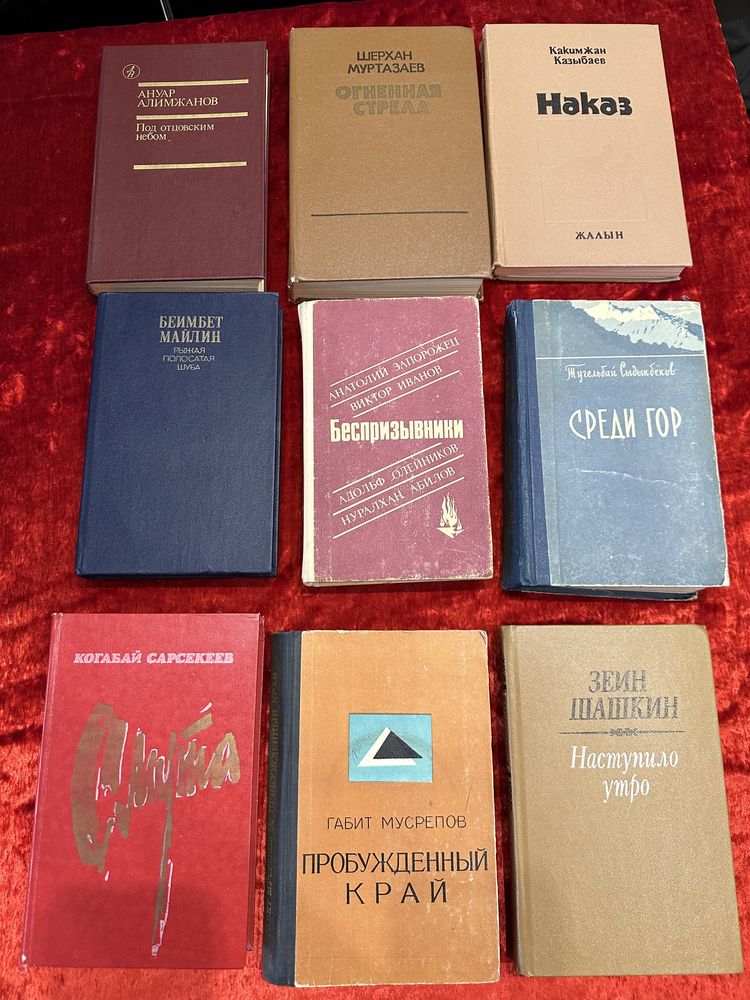 АНУАР
АЛИМЖАНОВ
Под отцовским
небом
ШЕРХАН
МУРТАЗАЕВ
ОГНЕННАЯ
СТРЕЛА
Какимжан
Казыбаев
Наказ
ЖАЛЫН
БЕИМБЕТ
МАЙЛИН
РЫЖАЯ
ПОЛОСАТАЯ
ШУБА
АНАТОЛИЙ ЗАПОРОЖЕЦ
ВИКТОР ИВАНОВ
Беспризывники
АДОЛЬФ ОЛЕЙНИКОВ
НУРАЛХАН АБИЛОВ
Тугельбай Сыдыкбеков
СРЕДИ ГОР
КОГАБАЙ САРСЕКЕЕВ
Смута
ГАБИТ МУСРЕПОВ
ПРОБУЖДЕННЫЙ
КРАЙ
ЗЕИН
ШАШКИН
Наступило
утро